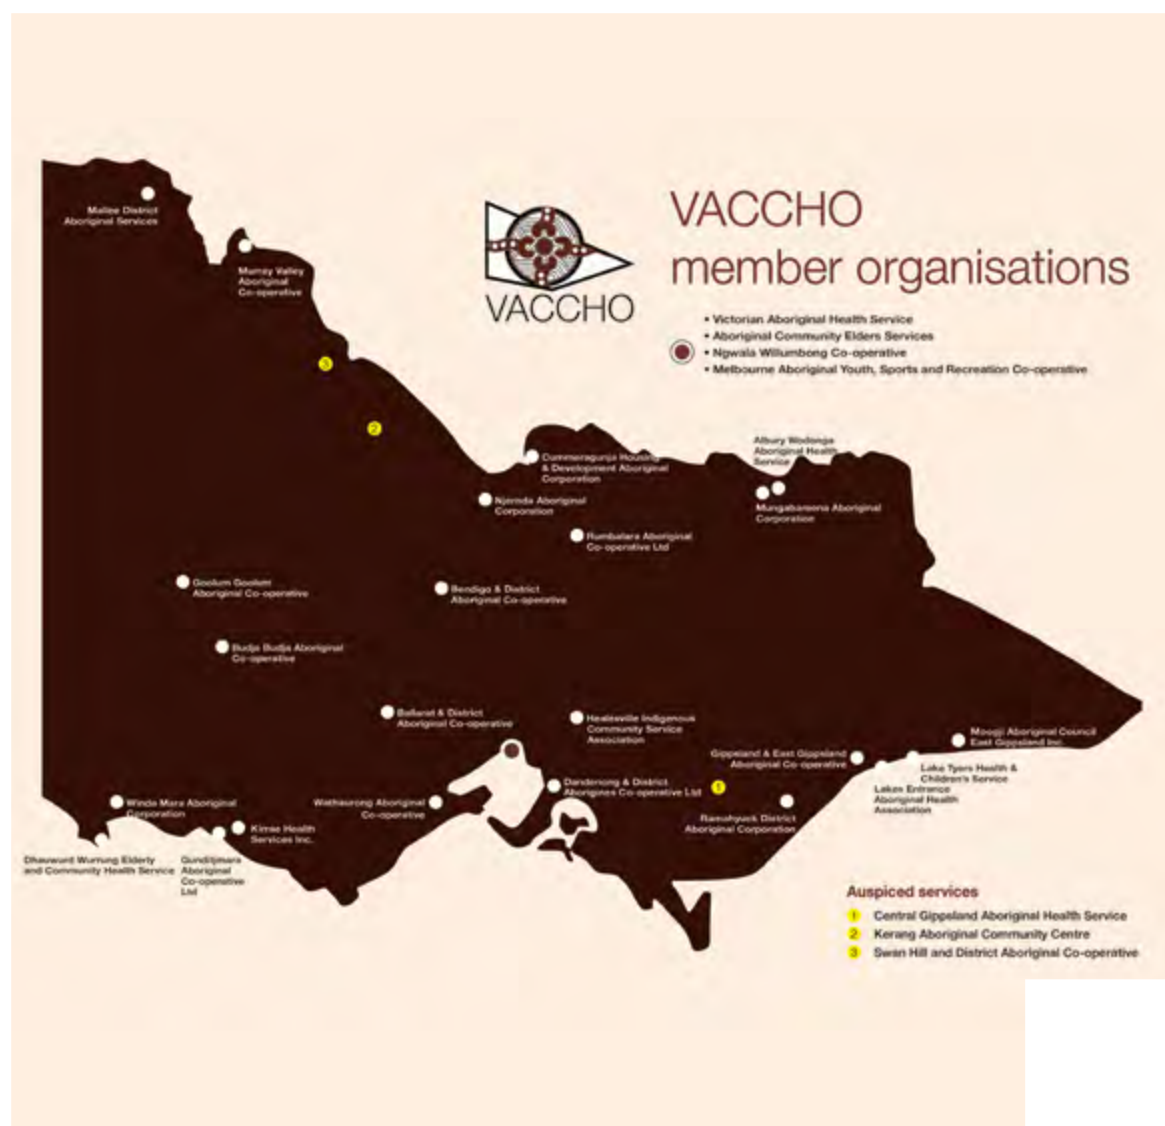 VACCHO
member organisations
VACCHO
• Victorian Aboriginal Health Service
• Aboriginal Community Elders Services
• Ngwala Willumbong Co-operative
• Melbourne Aboriginal Youth, Sports and Recreation Co-operative
Mallee District
Aboriginal Services
Murray Valley
Aboriginal
Co-operative
3
2
Cummeragunja Housing
& Development Aboriginal
Corporation
Albury Wodonga
Aboriginal Health
Service
Njernda Aboriginal
Corporation
Mungabareena Aboriginal
Corporation
Rumbalara Aboriginal
Co-operative Ltd
Goolum Goolum
Aboriginal Co-operative
Bendigo & District
Aboriginal Co-operative
Budja Budja Aboriginal
Co-operative
Ballarat & District
Aboriginal Co-operative
Healesville Indigenous
Community Service
Association
Moogji Aboriginal Council
East Gippsland Inc.
Gippsland & East Gippsland
Aboriginal Co-operative
Lake Tyers Health &
Children's Service
Dandenong & District
Aborigines Co-operative Ltd
1
Lakes Entrance
Aboriginal Health
Association
Winda Mara Aboriginal
Corporation
Wathaurong Aboriginal
Co-operative
Ramahyuck District
Aboriginal Corporation
Kirrae Health
Services Inc.
Dhauwurd Wurrung Elderly
and Community Health Service
Gunditjmara
Aboriginal
Co-operative
Ltd
Auspiced services
1 Central Gippsland Aboriginal Health Service
2 Kerang Aboriginal Community Centre
3 Swan Hill and District Aboriginal Co-operative